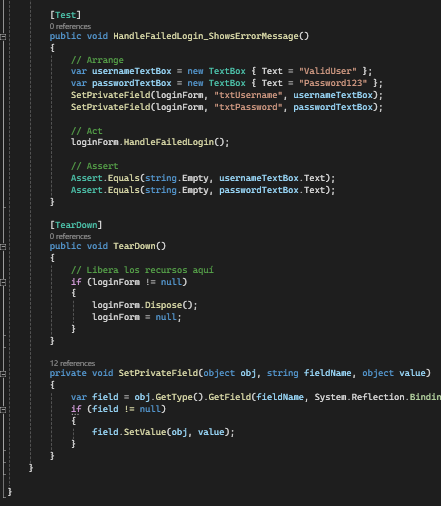 [Test]
0 references
public void HandleFailedLogin_ShowsErrorMessage()
{
// Arrange
var usernameTextBox = new TextBox { Text = "ValidUser" };
var passwordTextBox = new TextBox { Text = "Password123" };
SetPrivateField(loginForm, "txtUsername", usernameTextBox);
SetPrivateField(loginForm, "txtPassword", passwordTextBox);
// Act
loginForm.HandleFailedLogin();
// Assert
Assert.Equals(string.Empty, usernameTextBox.Text);
Assert.Equals(string.Empty, passwordTextBox.Text);
}
[TearDown]
0 references
public void TearDown()
{
// Libera los recursos aquí
if (loginForm != null)
{
loginForm.Dispose();
loginForm = null;
}
}
12 references
private void SetPrivateField(object obj, string fieldName, object value)
{
var field = obj.GetType().GetField(fieldName, System.Reflection.Bindin
if (field != null)
{
field.SetValue(obj, value);
}
}
}
}